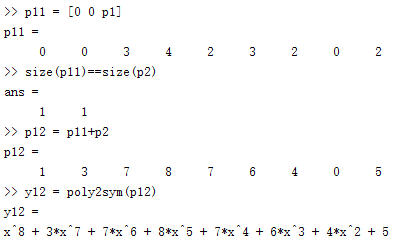 >> p11 = [0 0 p1]
p11 =
0 0 3 4 2 3 2 0 2
>> size(p11)==size(p2)
ans =
1 1
>> p12 = p11+p2
p12 =
1 3 7 8 7 6 4 0 5
>> y12 = poly2sym(p12)
y12 =
x^8 + 3*x^7 + 7*x^6 + 8*x^5 + 7*x^4 + 6*x^3 + 4*x^2 + 5